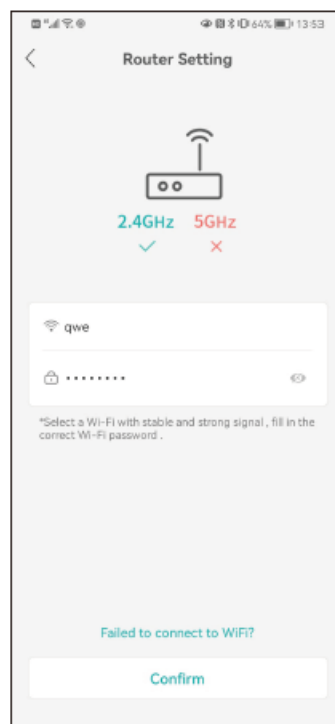 64% 13:53
Router Setting
2.4GHz 5GHz
qwe
••••••••
*Select a Wi-Fi with stable and strong signal , fill in the
correct Wi-Fi password .
Failed to connect to WiFi?
Confirm